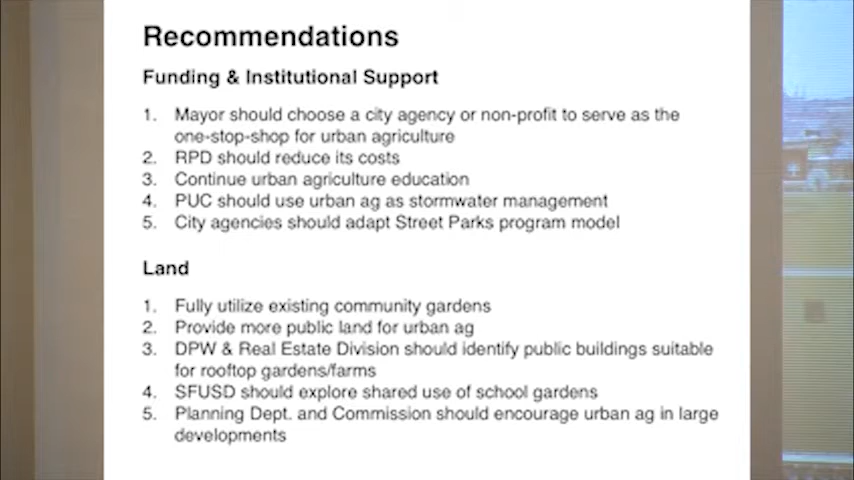 Recommendations
Funding & Institutional Support
1. Mayor should choose a city agency or non-profit to serve as the
one-stop-shop for urban agriculture
2. RPD should reduce its costs
3. Continue urban agriculture education
4. PUC should use urban ag as stormwater management
5. City agencies should adapt Street Parks program model
Land
1. Fully utilize existing community gardens
2. Provide more public land for urban ag
3. DPW & Real Estate Division should identify public buildings suitable
for rooftop gardens/farms
4. SFUSD should explore shared use of school gardens
5. Planning Dept. and Commission should encourage urban ag in large
developments